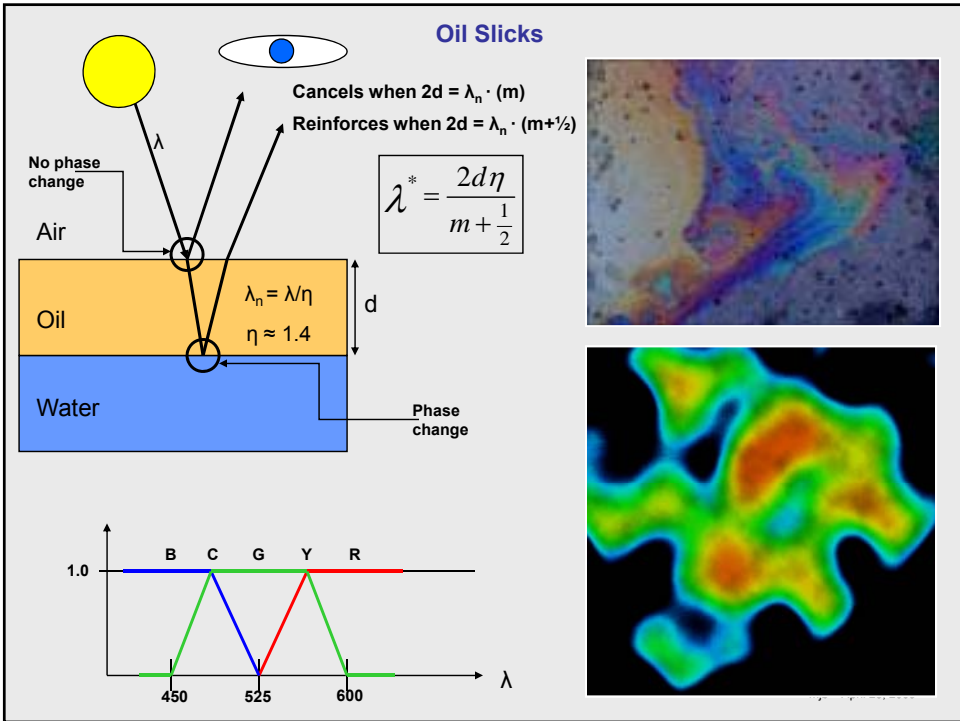 Oil Slicks
Cancels when 2d = λn · (m)
Reinforces when 2d = λn · (m+½)
λ
No phase
change
λ* = 2dη / (m + 1/2)
Air
Oil
λn = λ/η
η ≈ 1.4
d
Water
Phase
change
B C G Y R
1.0
450 525 600 λ